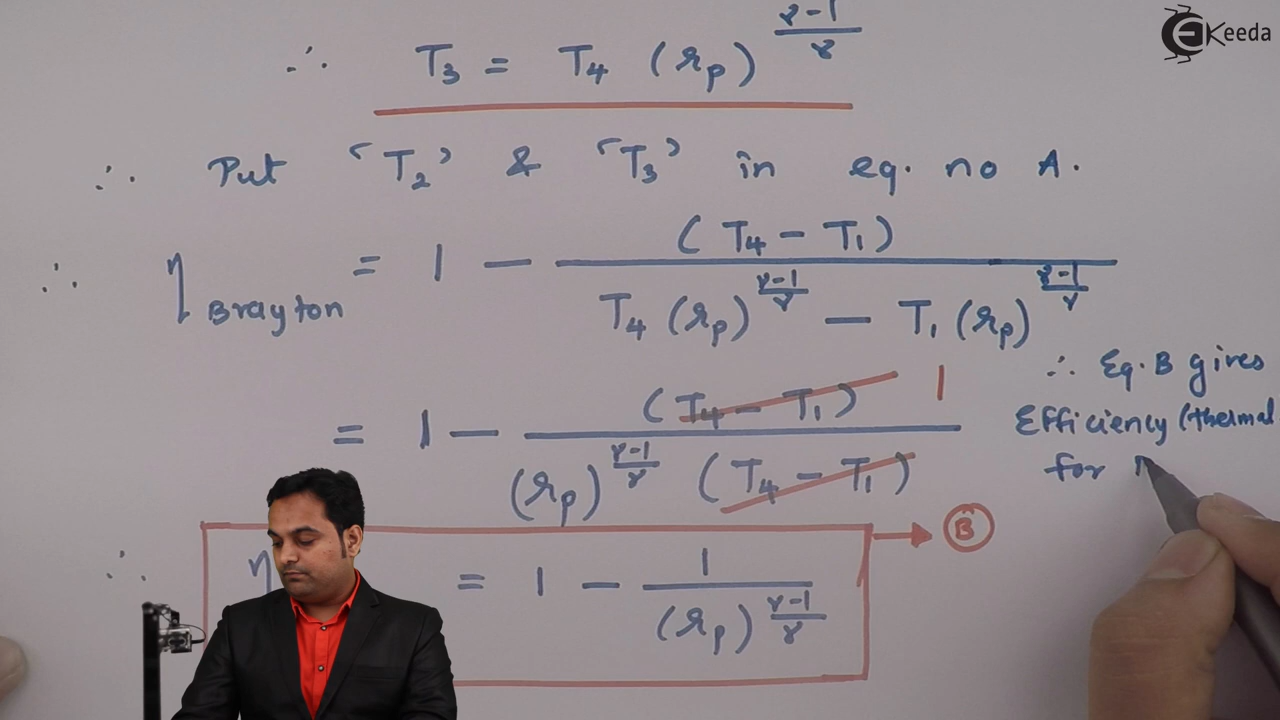 EKeeda
∴ T₃ = T₄ (rₚ)^((γ-1)/γ)
∴ Put 'T₂' & 'T₃' in eq. no A.
∴ η Brayton = 1 - (T₄ - T₁) / (T₄ (rₚ)^((γ-1)/γ) - T₁ (rₚ)^((γ-1)/γ))
= 1 - (T₄ - T₁) 1 / ((rₚ)^((γ-1)/γ) (T₄ - T₁))
∴ η = 1 - 1 / (rₚ)^((γ-1)/γ) → B
∴ Eq. B gives
Efficiency (thermal
for